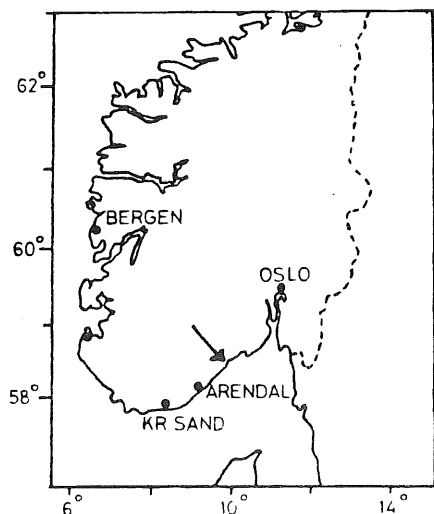 62°
BERGEN
60°
OSLO
ARENDAL
58°
KR SAND
6° 10° 14°